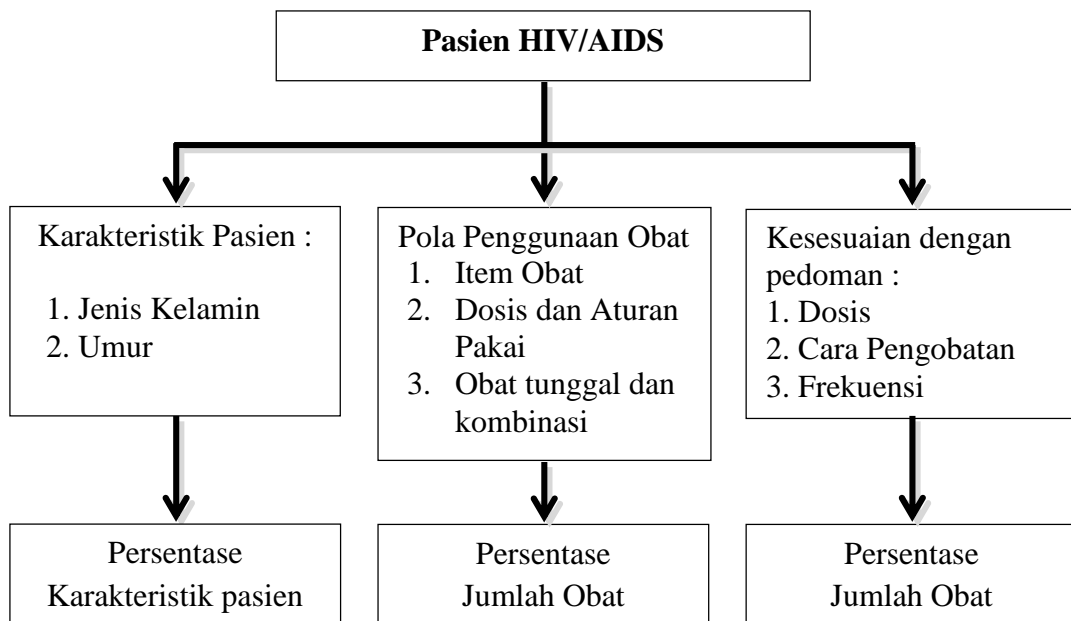 Pasien HIV/AIDS
Karakteristik Pasien :
1. Jenis Kelamin
2. Umur
Pola Penggunaan Obat
1. Item Obat
2. Dosis dan Aturan
Pakai
3. Obat tunggal dan
kombinasi
Kesesuaian dengan
pedoman :
1. Dosis
2. Cara Pengobatan
3. Frekuensi
Persentase
Karakteristik pasien
Persentase
Jumlah Obat
Persentase
Jumlah Obat